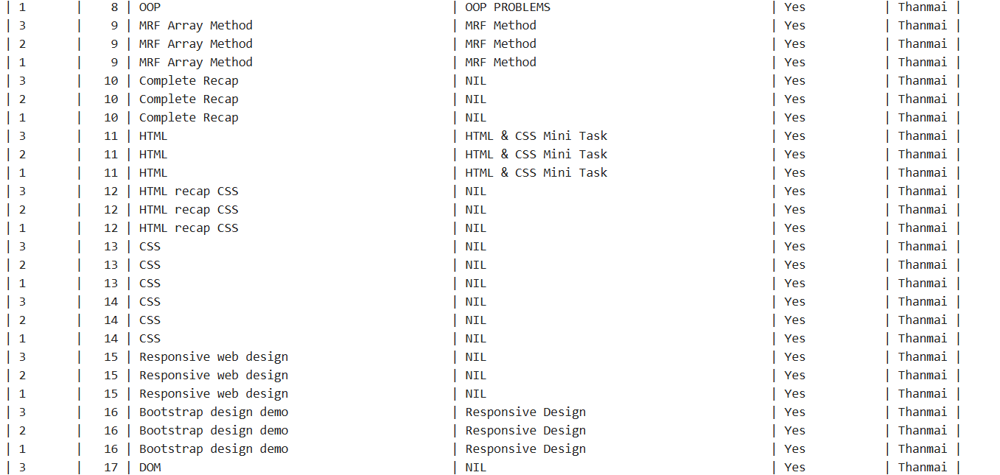 | 1 | 8 | OOP | OOP PROBLEMS | Yes | Thanmai |
| 3 | 9 | MRF Array Method | MRF Method | Yes | Thanmai |
| 2 | 9 | MRF Array Method | MRF Method | Yes | Thanmai |
| 1 | 9 | MRF Array Method | MRF Method | Yes | Thanmai |
| 3 | 10 | Complete Recap | NIL | Yes | Thanmai |
| 2 | 10 | Complete Recap | NIL | Yes | Thanmai |
| 1 | 10 | Complete Recap | NIL | Yes | Thanmai |
| 3 | 11 | HTML | HTML & CSS Mini Task | Yes | Thanmai |
| 2 | 11 | HTML | HTML & CSS Mini Task | Yes | Thanmai |
| 1 | 11 | HTML | HTML & CSS Mini Task | Yes | Thanmai |
| 3 | 12 | HTML recap CSS | NIL | Yes | Thanmai |
| 2 | 12 | HTML recap CSS | NIL | Yes | Thanmai |
| 1 | 12 | HTML recap CSS | NIL | Yes | Thanmai |
| 3 | 13 | CSS | NIL | Yes | Thanmai |
| 2 | 13 | CSS | NIL | Yes | Thanmai |
| 1 | 13 | CSS | NIL | Yes | Thanmai |
| 3 | 14 | CSS | NIL | Yes | Thanmai |
| 2 | 14 | CSS | NIL | Yes | Thanmai |
| 1 | 14 | CSS | NIL | Yes | Thanmai |
| 3 | 15 | Responsive web design | NIL | Yes | Thanmai |
| 2 | 15 | Responsive web design | NIL | Yes | Thanmai |
| 1 | 15 | Responsive web design | NIL | Yes | Thanmai |
| 3 | 16 | Bootstrap design demo | Responsive Design | Yes | Thanmai |
| 2 | 16 | Bootstrap design demo | Responsive Design | Yes | Thanmai |
| 1 | 16 | Bootstrap design demo | Responsive Design | Yes | Thanmai |
| 3 | 17 | DOM | NIL | Yes | Thanmai |